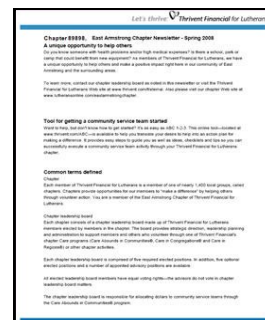 Let's thrive. Thrivent Financial for Lutherans
Chapter 89898, East Armstrong Chapter Newsletter - Spring 2008
A unique opportunity to help others
Do you know someone with health problems and/or high medical expenses? Is there a school, park or
camp that could benefit from new equipment? As members of Thrivent Financial for Lutherans, we have
a unique opportunity to help others and make a positive impact right here in our community of East
Armstrong and the surrounding areas.
To learn more, contact our chapter leadership board as noted in this newsletter or visit the Thrivent
Financial for Lutherans Web site at www.thrivent.com. Also please visit our chapter Web site at
Tool for getting a community service team started
Want to help, but don't know how to get started? It's as easy as ABC 1-2-3. This online tool—located at
www.thrivent.com/ABC—is available to help you translate your desire to help into an action plan for
making a difference. It provides easy steps to guide you as well as ideas, checklists and tips so you can
successfully execute a community service team activity through your Thrivent Financial for Lutherans
chapter.
Common terms defined
Chapter
Each member of Thrivent Financial for Lutherans is a member of one of nearly 1,400 local groups, called
chapters. Chapters provide opportunities for our members to "make a difference" by helping others
through volunteer action. You are a member of the East Armstrong Chapter of Thrivent Financial for
Lutherans.
Chapter leadership board
Each chapter consists of a chapter leadership board made up of Thrivent Financial for Lutherans
members elected by members in the chapter. The board provides strategic direction, leadership planning
and administration to support members and others who volunteer through one of Thrivent Financial's
chapter Care programs (Care Abounds in Communities®, Care in Congregations® and Care in
Response) or other chapter activities.
Each chapter leadership board is comprised of five required elected positions. In addition, five optional
elected positions and a number of appointed advisory positions are available.
All elected leadership board members have equal voting rights—the advisors do not vote in chapter
leadership board matters.
The chapter leadership board is responsible for allocating dollars to community service teams through
the Care Abounds in Communities® program.